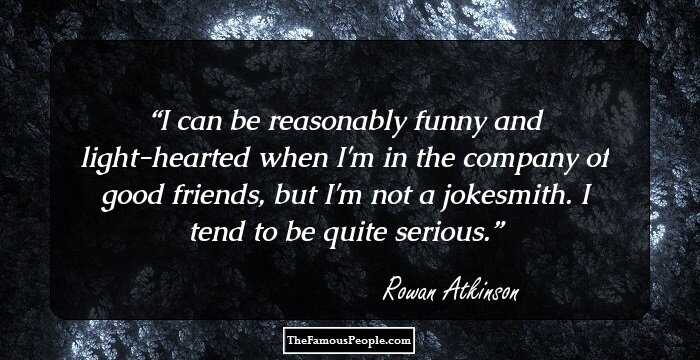 “I can be reasonably funny and
light-hearted when I'm in the company of
good friends, but I'm not a jokesmith. I
tend to be quite serious.”
Rowan Atkinson
TheFamousPeople.com